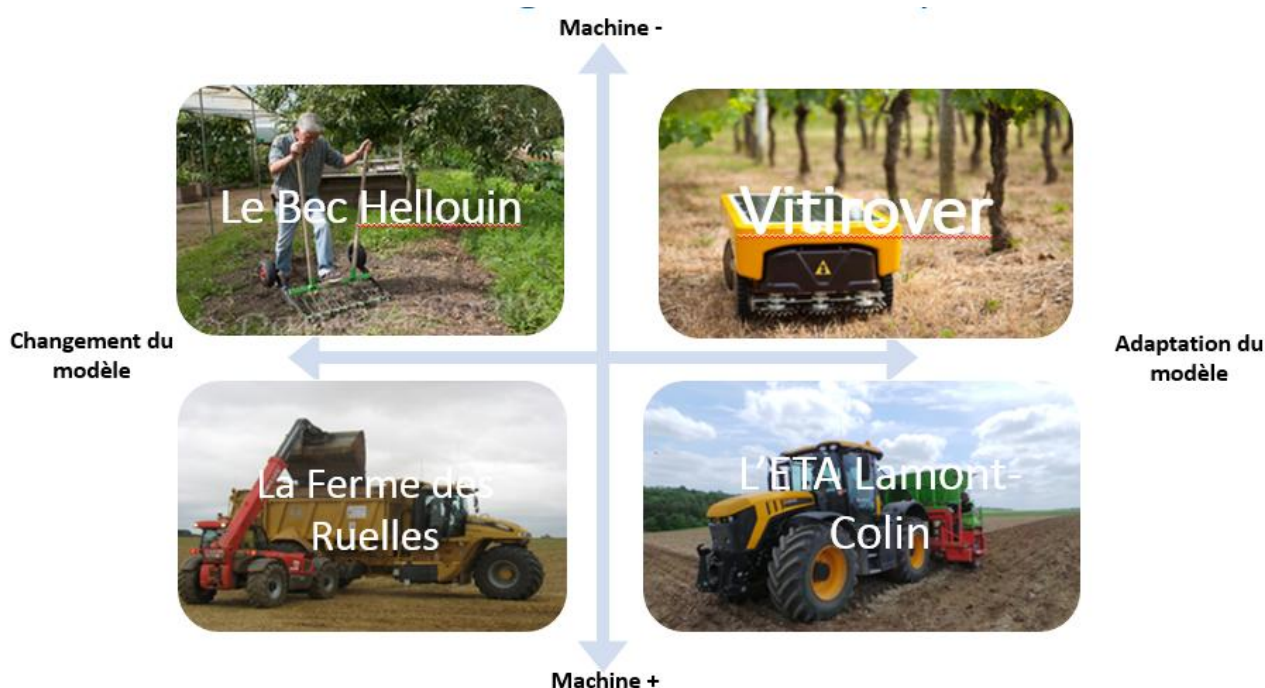 Machine -
Le Bec Hellouin
Vitirover
Changement du
modèle
Adaptation du
modèle
La Ferme des
Ruelles
L'ETA Lamont-
Colin
Machine +